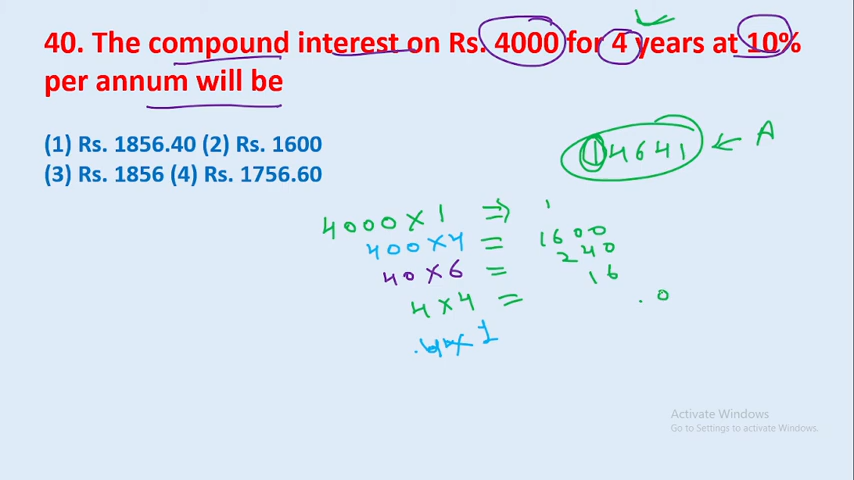 40. The compound interest on Rs. 4000 for 4 years at 10%
per annum will be
(1) Rs. 1856.40 (2) Rs. 1600
(3) Rs. 1856 (4) Rs. 1756.60
14641 ← A
4000 × 1 ⇒
400 × 4 = 1600
40 × 6 = 240
4 × 4 = 16
.4 × 1 .0
Activate Windows
Go to Settings to activate Windows.